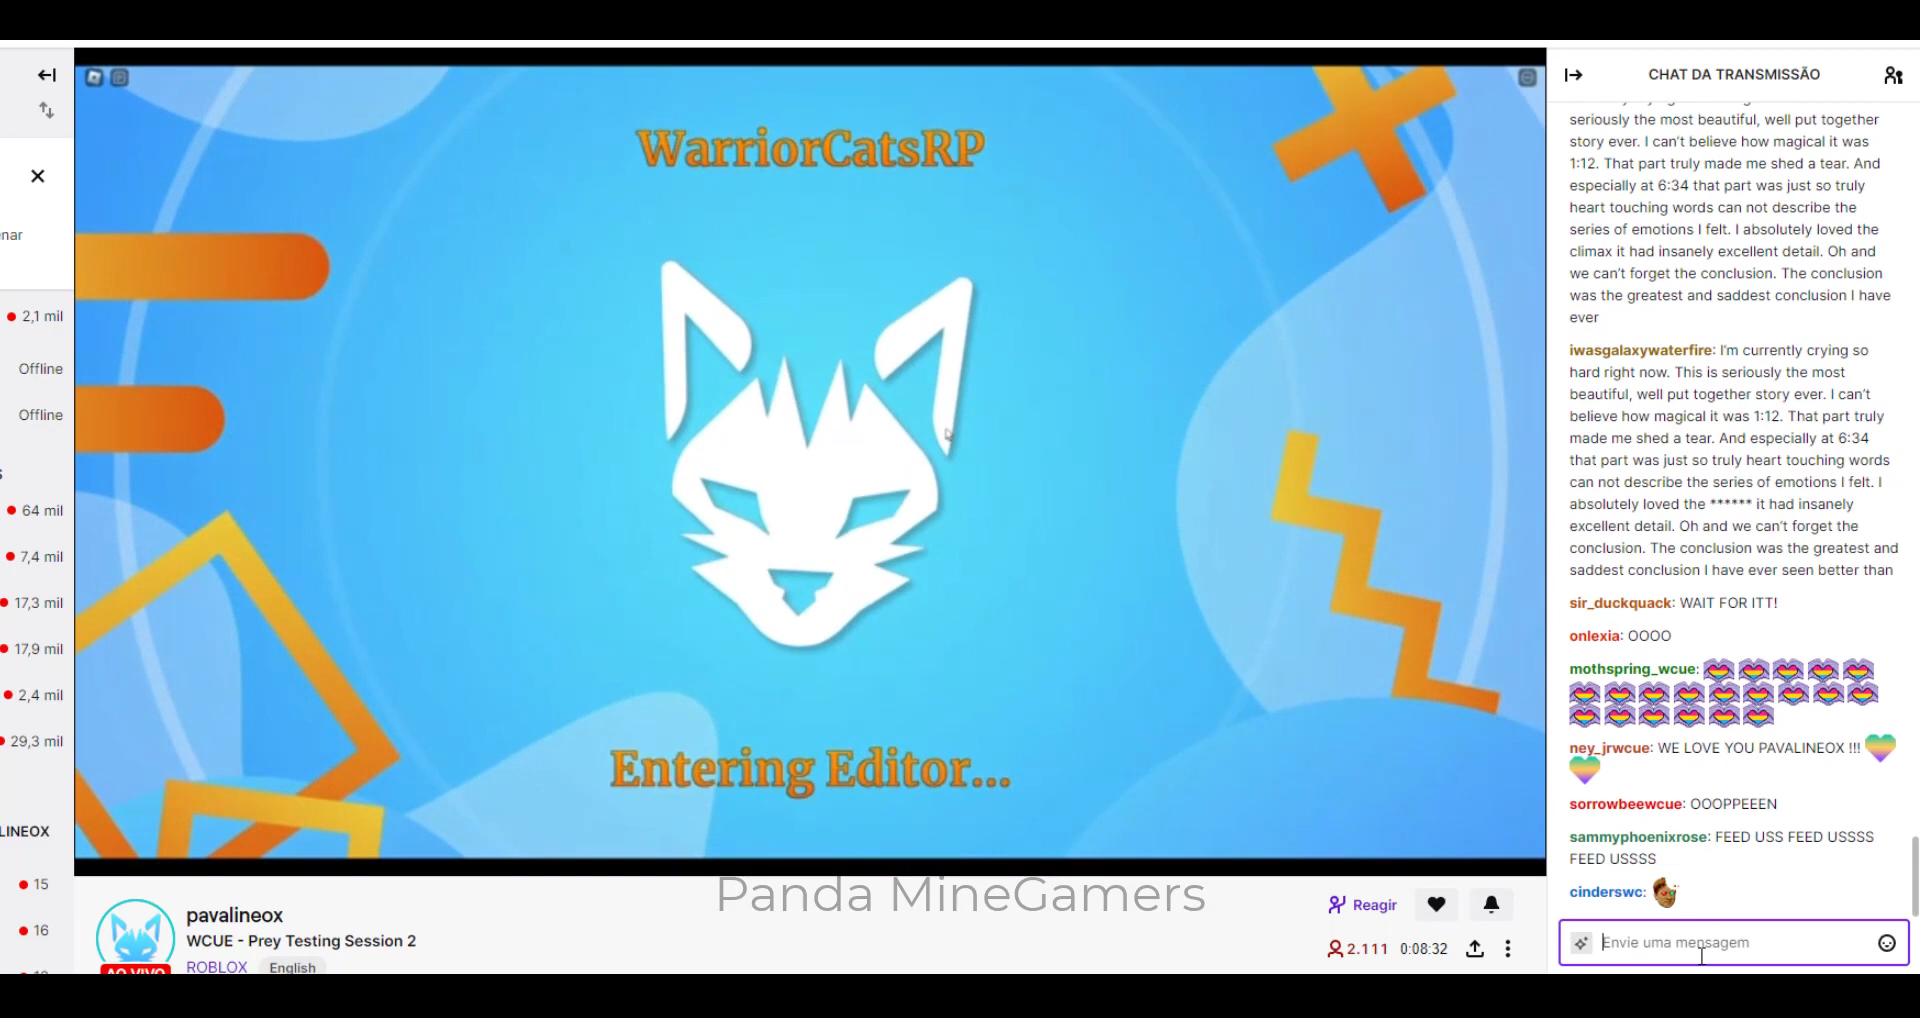 enar
2,1 mil
Offline
Offline
S
64 mil
7,4 mil
17,3 mil
17,9 mil
2,4 mil
29,3 mil
LINEOX
15
16
WarriorCatsRP
Entering Editor...
Panda MineGamers
pavalineox
WCUE - Prey Testing Session 2
AO VIVO
ROBLOX English
Reagir
2.111 0:08:32
CHAT DA TRANSMISSÃO
seriously the most beautiful, well put together
story ever. I can't believe how magical it was
1:12. That part truly made me shed a tear. And
especially at 6:34 that part was just so truly
heart touching words can not describe the
series of emotions I felt. I absolutely loved the
climax it had insanely excellent detail. Oh and
we can't forget the conclusion. The conclusion
was the greatest and saddest conclusion I have
ever
iwasgalaxywaterfire: I'm currently crying so
hard right now. This is seriously the most
beautiful, well put together story ever. I can't
believe how magical it was 1:12. That part truly
made me shed a tear. And especially at 6:34
that part was just so truly heart touching words
can not describe the series of emotions I felt. I
absolutely loved the ****** it had insanely
excellent detail. Oh and we can't forget the
conclusion. The conclusion was the greatest and
saddest conclusion I have ever seen better than
sir_duckquack: WAIT FOR ITT!
onlexia: OOOO
mothspring_wcue:
ney_jrwcue: WE LOVE YOU PAVALINEOX !!!
sorrowbeewcue: OOOPPEEEN
sammyphoenixrose: FEED USS FEED USSSS
FEED USSSS
cinderswc:
Envie uma mensagem